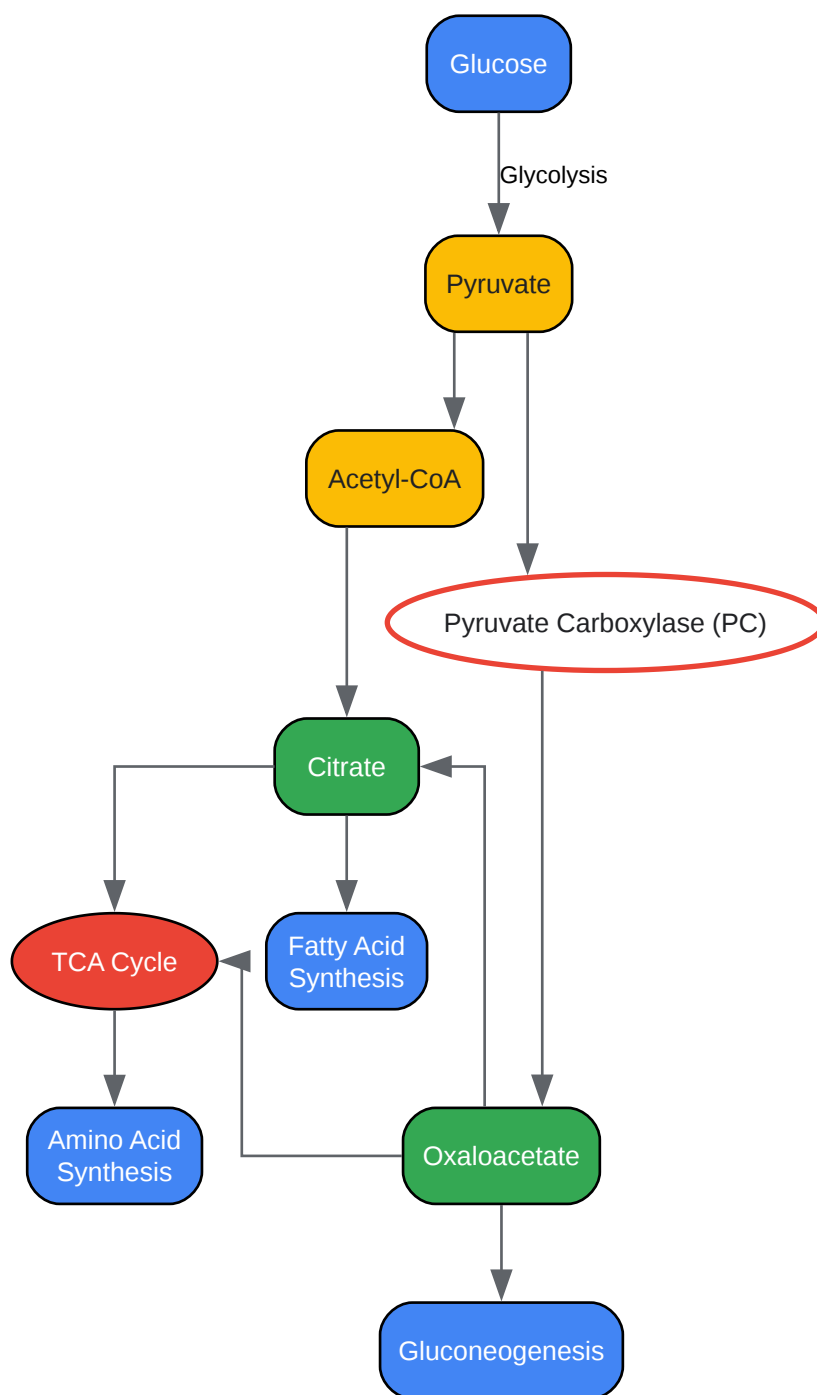 Glucose
Glycolysis
Pyruvate
Acetyl-CoA
Pyruvate Carboxylase (PC)
Citrate
TCA Cycle
Fatty Acid
Synthesis
Amino Acid
Synthesis
Oxaloacetate
Gluconeogenesis